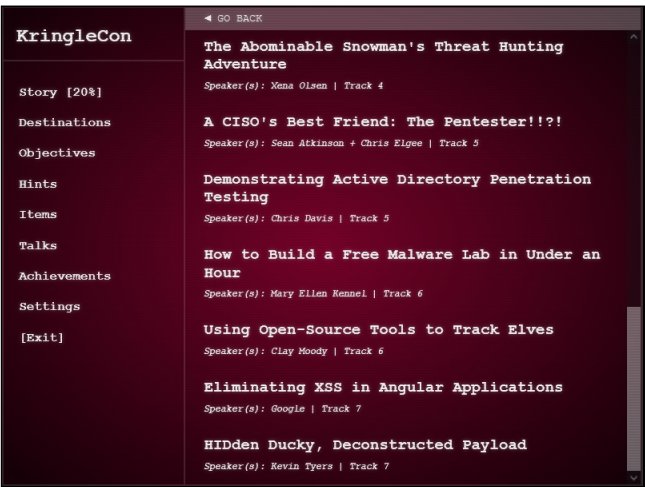 KringleCon
Story [20%]
Destinations
Objectives
Hints
Items
Talks
Achievements
Settings
[Exit]
◄ GO BACK
The Abominable Snowman's Threat Hunting
Adventure
Speaker(s): Xena Olsen | Track 4
A CISO's Best Friend: The Pentester!!?!
Speaker(s): Sean Atkinson + Chris Elgee | Track 5
Demonstrating Active Directory Penetration
Testing
Speaker(s): Chris Davis | Track 5
How to Build a Free Malware Lab in Under an
Hour
Speaker(s): Mary Ellen Kennel | Track 6
Using Open-Source Tools to Track Elves
Speaker(s): Clay Moody | Track 6
Eliminating XSS in Angular Applications
Speaker(s): Google | Track 7
HIDden Ducky, Deconstructed Payload
Speaker(s): Kevin Tyers | Track 7